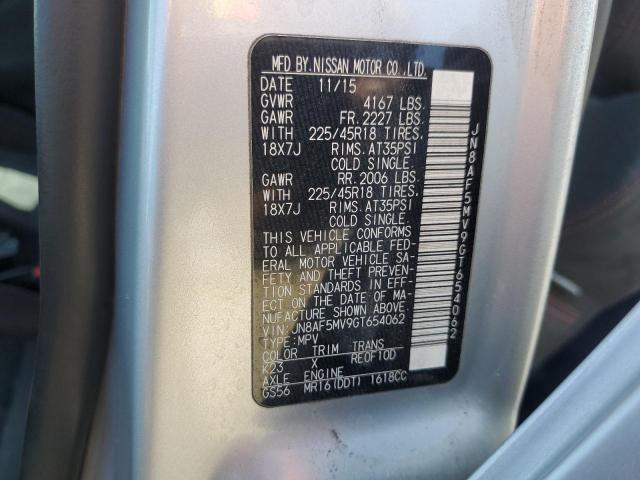 MFD BY.NISSAN MOTOR CO.,LTD.
DATE 11/15
GVWR 4167 LBS.
GAWR FR. 2227 LBS.
WITH 225/45R18 TIRES.
18X7J RIMS. AT35PSI
COLD SINGLE.
GAWR RR. 2006 LBS.
WITH 225/45R18 TIRES.
18X7J RIMS. AT35PSI
COLD SINGLE.
THIS VEHICLE CONFORMS
TO ALL APPLICABLE FED-
ERAL MOTOR VEHICLE SA-
FETY AND THEFT PREVEN-
TION STANDARDS IN EFF-
ECT ON THE DATE OF MA-
NUFACTURE SHOWN ABOVE.
VIN: JN8AF5MV9GT654062
TYPE: MPV
COLOR TRIM TRANS
K23 X RE0F10D
AXLE ENGINE
GS56 MR16(DDT) 1618CC
JN8AF5MV9GT654062